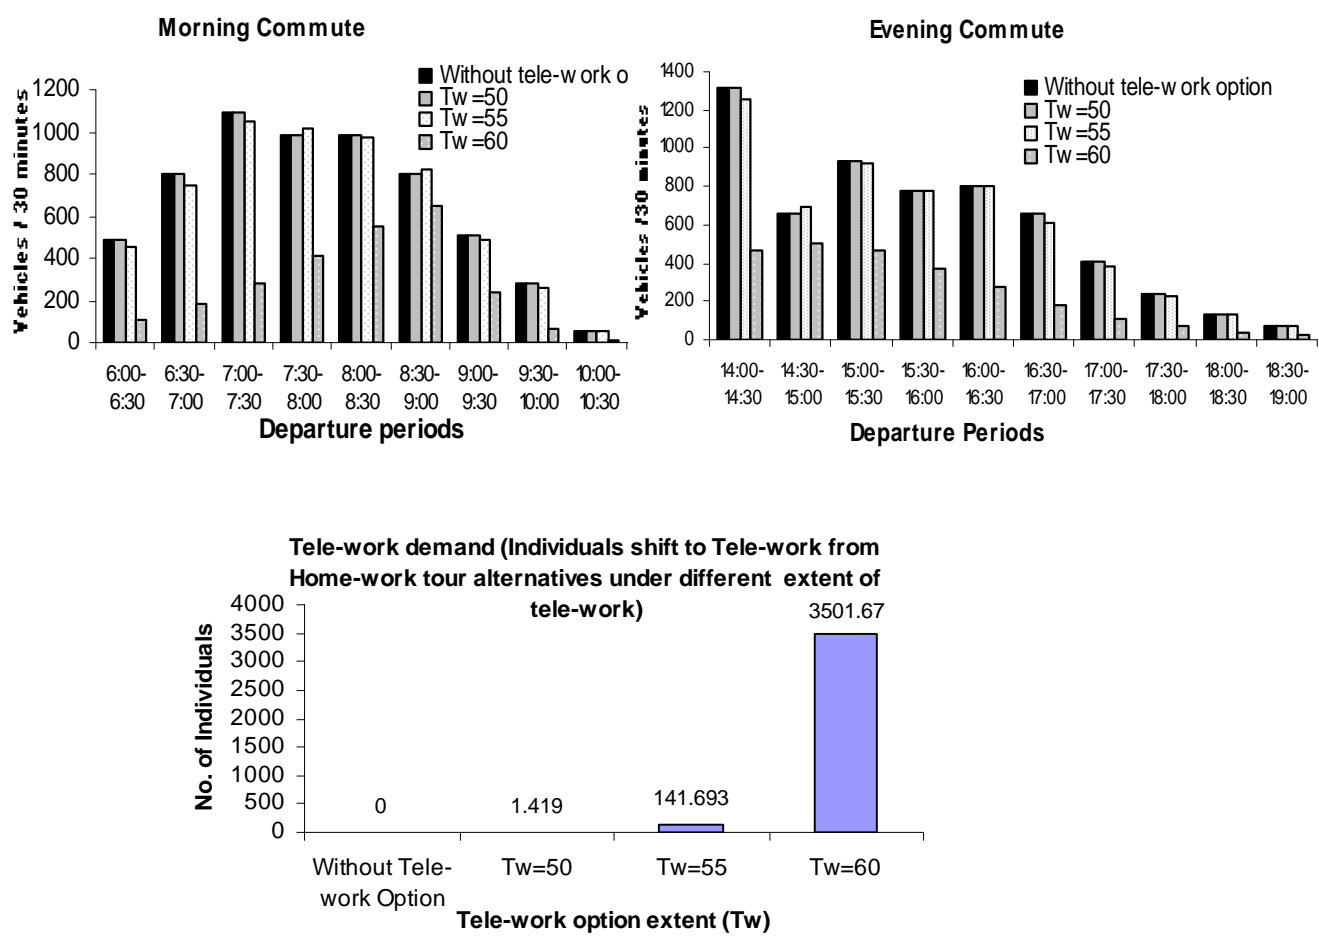 Morning Commute
Without tele-work o
Tw=50
Tw=55
Tw=60
Vehicles / 30 minutes
1200
1000
800
600
400
200
0
6:00- 6:30- 7:00- 7:30- 8:00- 8:30- 9:00- 9:30- 10:00-
6:30 7:00 7:30 8:00 8:30 9:00 9:30 10:00 10:30
Departure periods
Evening Commute
Without tele-work option
Tw=50
Tw=55
Tw=60
Vehicles /30 minutes
1400
1200
1000
800
600
400
200
0
14:00- 14:30- 15:00- 15:30- 16:00- 16:30- 17:00- 17:30- 18:00- 18:30-
14:30 15:00 15:30 16:00 16:30 17:00 17:30 18:00 18:30 19:00
Departure Periods
Tele-work demand (Individuals shift to Tele-work from
Home-work tour alternatives under different extent of
tele-work)
No. of Individuals
4000
3500
3000
2500
2000
1500
1000
500
0
0 1.419 141.693 3501.67
Without Tele- Tw=50 Tw=55 Tw=60
work Option
Tele-work option extent (Tw)